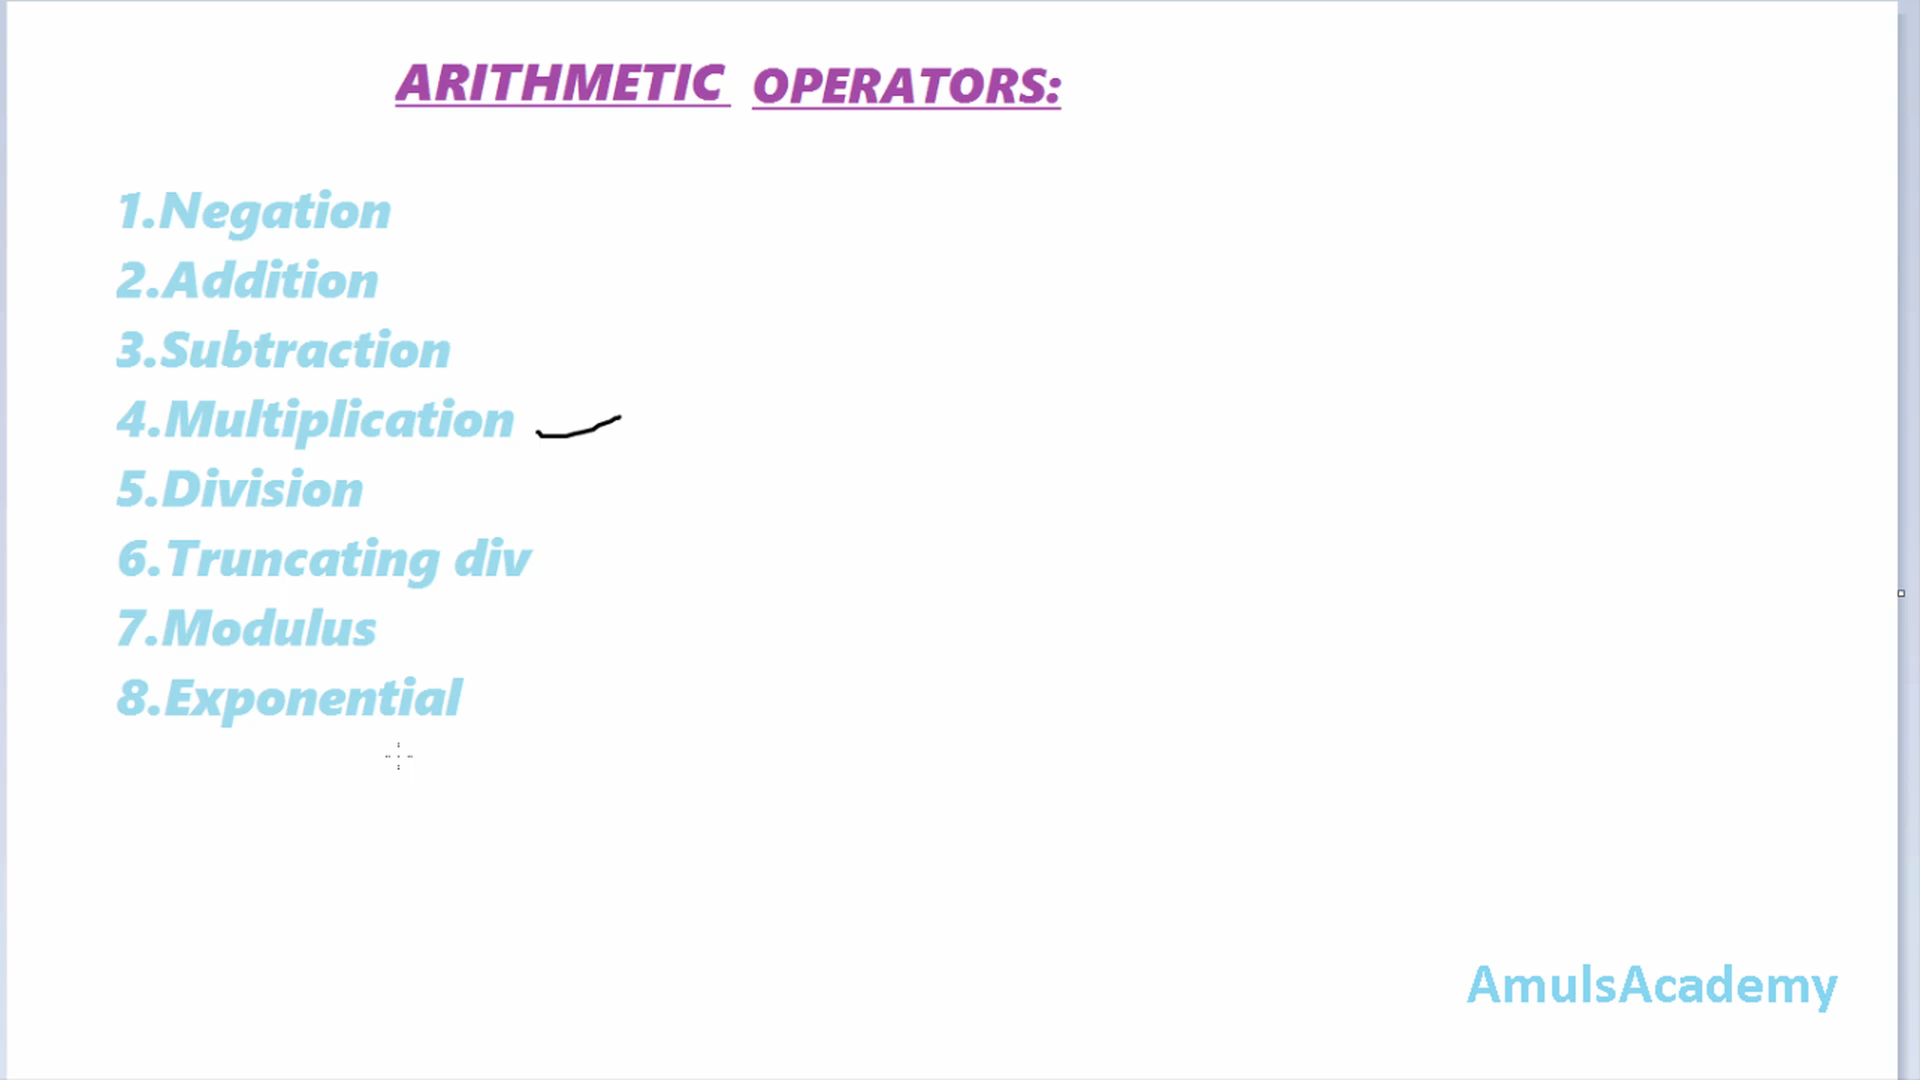 ARITHMETIC OPERATORS:
1.Negation
2.Addition
3.Subtraction
4.Multiplication
5.Division
6.Truncating div
7.Modulus
8.Exponential
AmulsAcademy